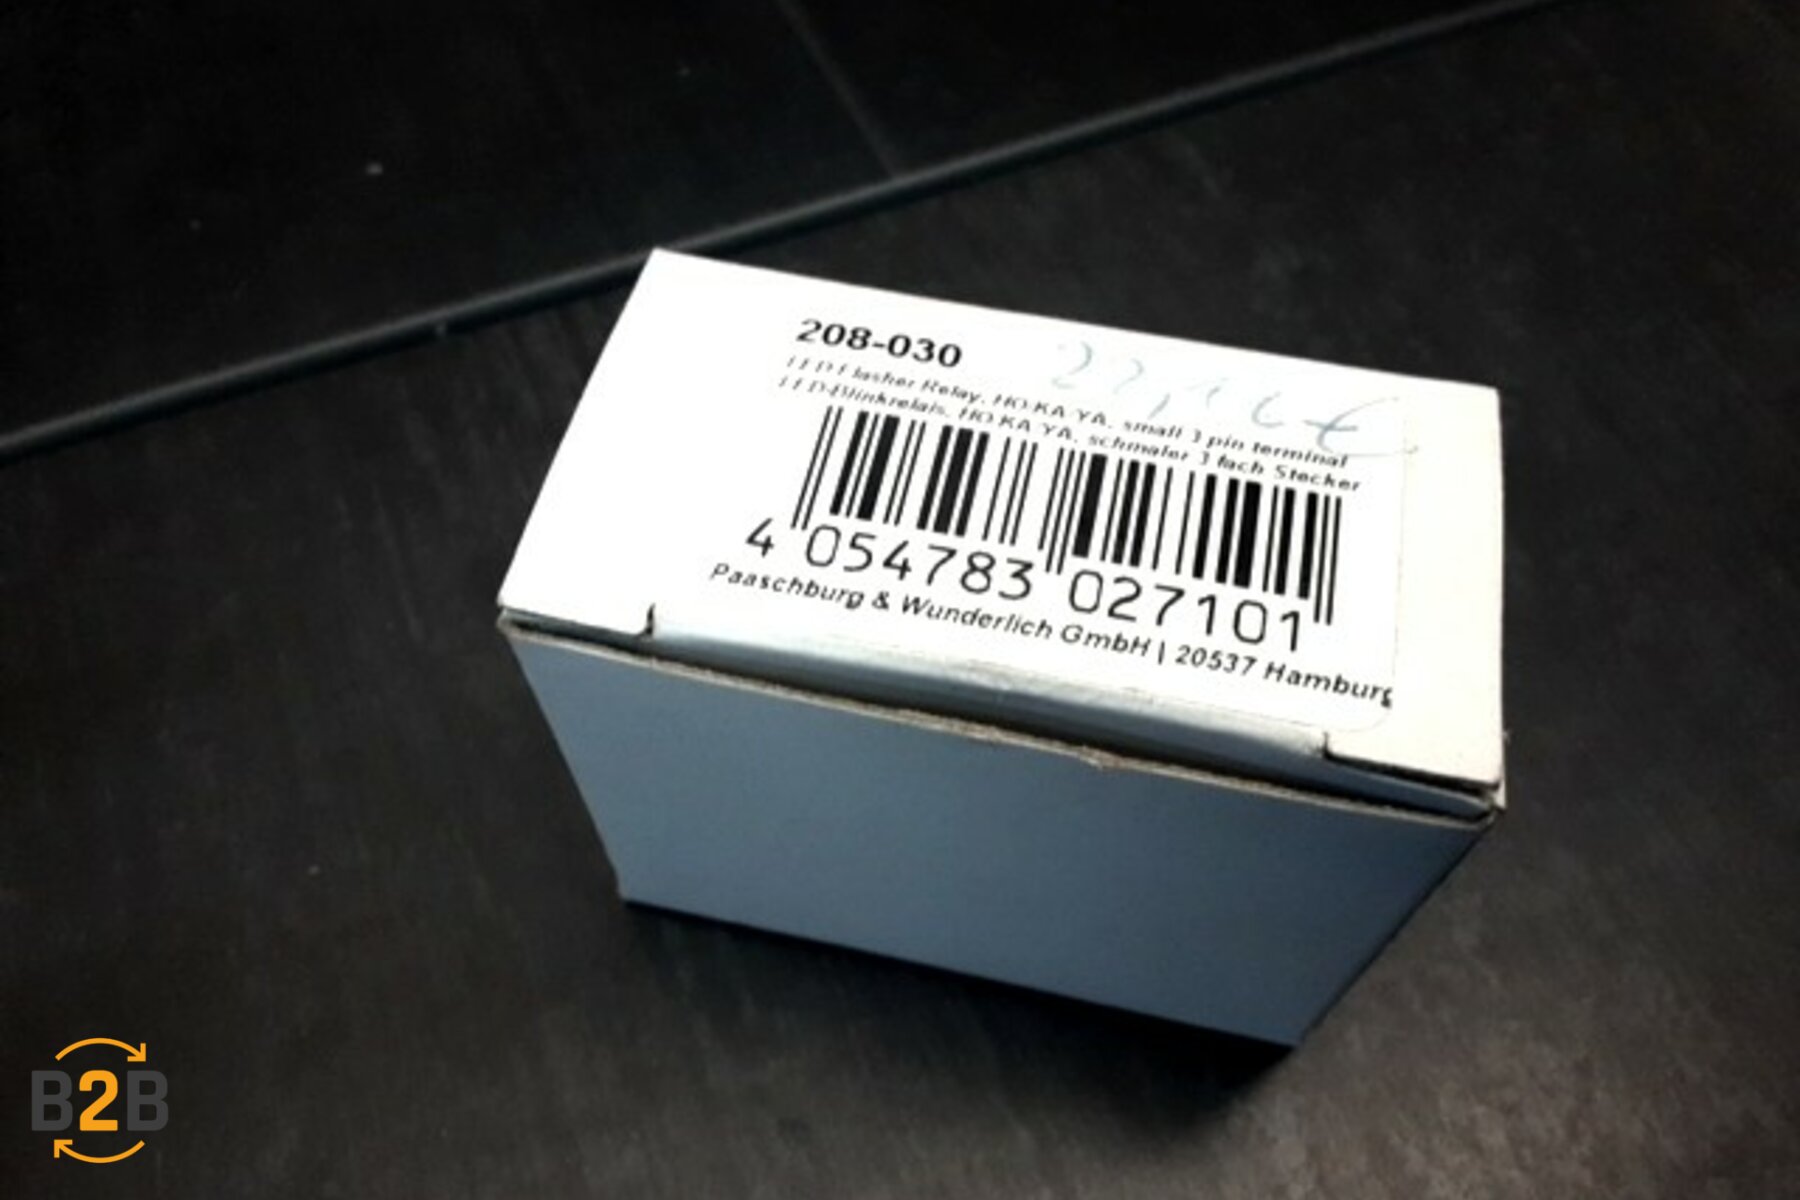 208-030
LED Flasher Relay, HO KA YA, small 3 pin terminal
LED-Blinkrelais, HO KA YA, schmaler 3 fach Stecker
4 054783 027101
Paaschburg & Wunderlich GmbH | 20537 Hamburg
B2B